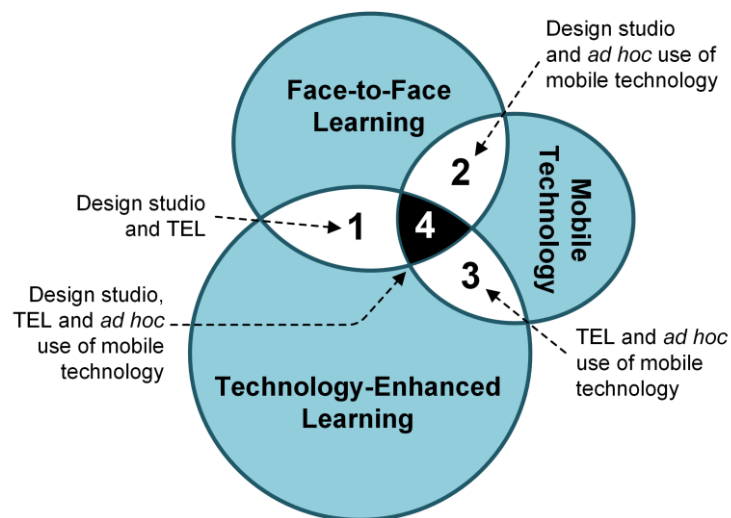 Design studio
and ad hoc use of
mobile technology
Face-to-Face
Learning
2
Mobile
Technology
Design studio
and TEL
1
4
3
Design studio,
TEL and ad hoc
use of mobile
technology
TEL and ad hoc
use of mobile
technology
Technology-Enhanced
Learning